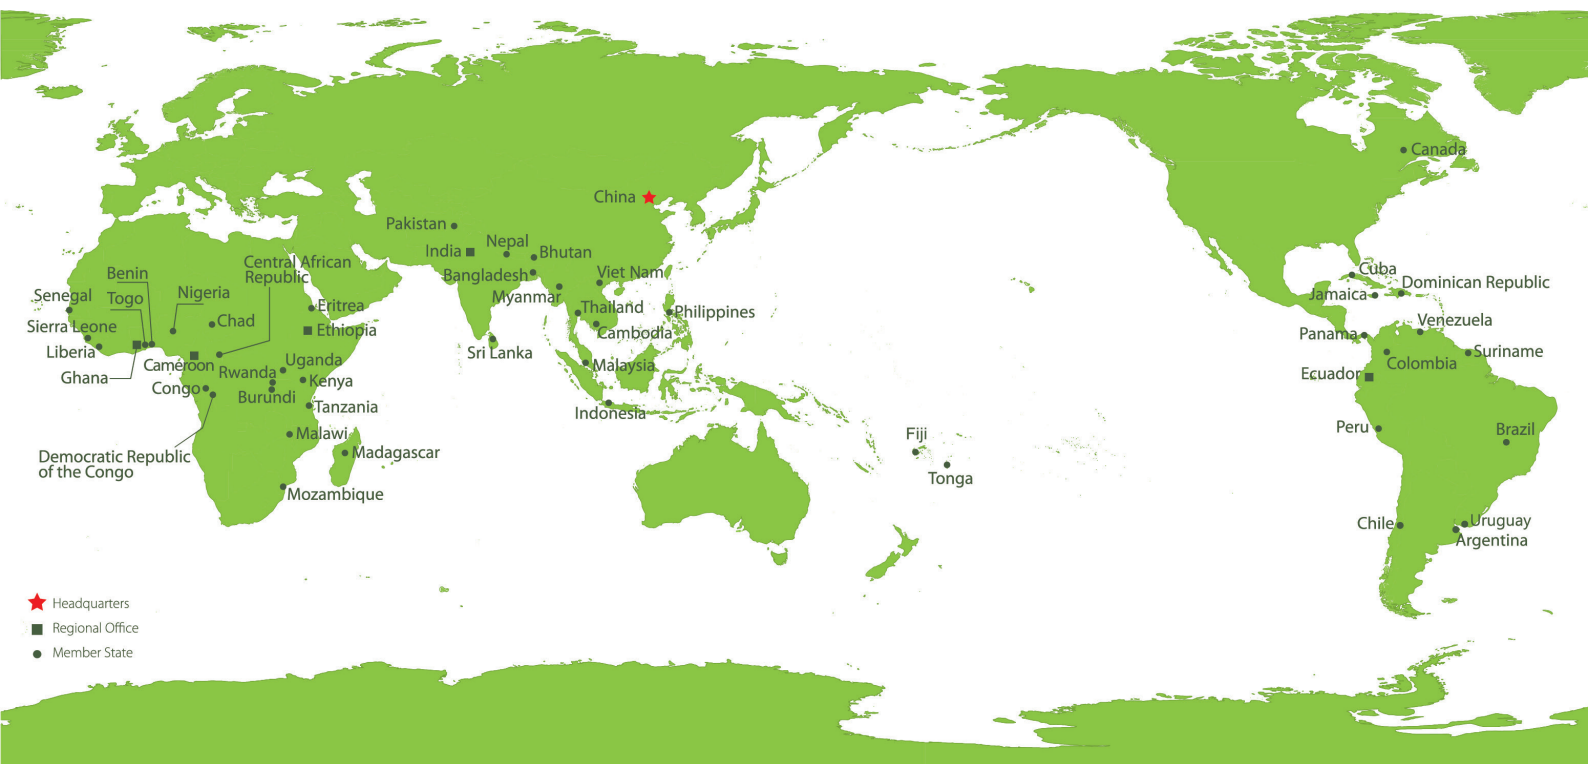 Canada
China
Pakistan
India
Nepal
Bhutan
Bangladesh
Viet Nam
Myanmar
Thailand
Philippines
Cambodia
Sri Lanka
Malaysia
Indonesia
Central African
Republic
Benin
Togo
Nigeria
Senegal
Chad
Eritrea
Ethiopia
Sierra Leone
Liberia
Ghana
Caméroon
Uganda
Rwanda
Kenya
Congo
Burundi
Tanzania
Malawi
Madagascar
Democratic Republic
of the Congo
Mozambique
Fiji
Tonga
Cuba
Dominican Republic
Jamaica
Panama
Venezuela
Colombia
Suriname
Ecuador
Peru
Brazil
Chile
Uruguay
Argentina
Headquarters
Regional Office
Member State